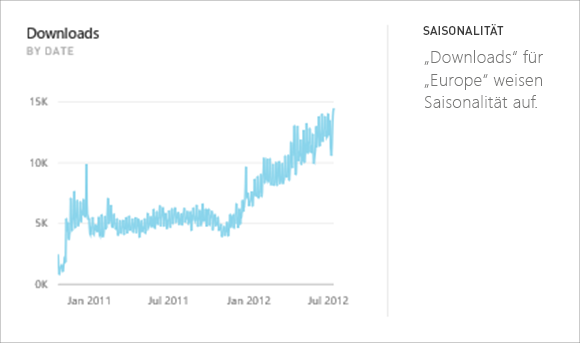 Downloads
BY DATE
15K
10K
5K
0K
Jan 2011 Jul 2011 Jan 2012 Jul 2012
SAISONALITÄT
„Downloads“ für
„Europe“ weisen
Saisonalität auf.